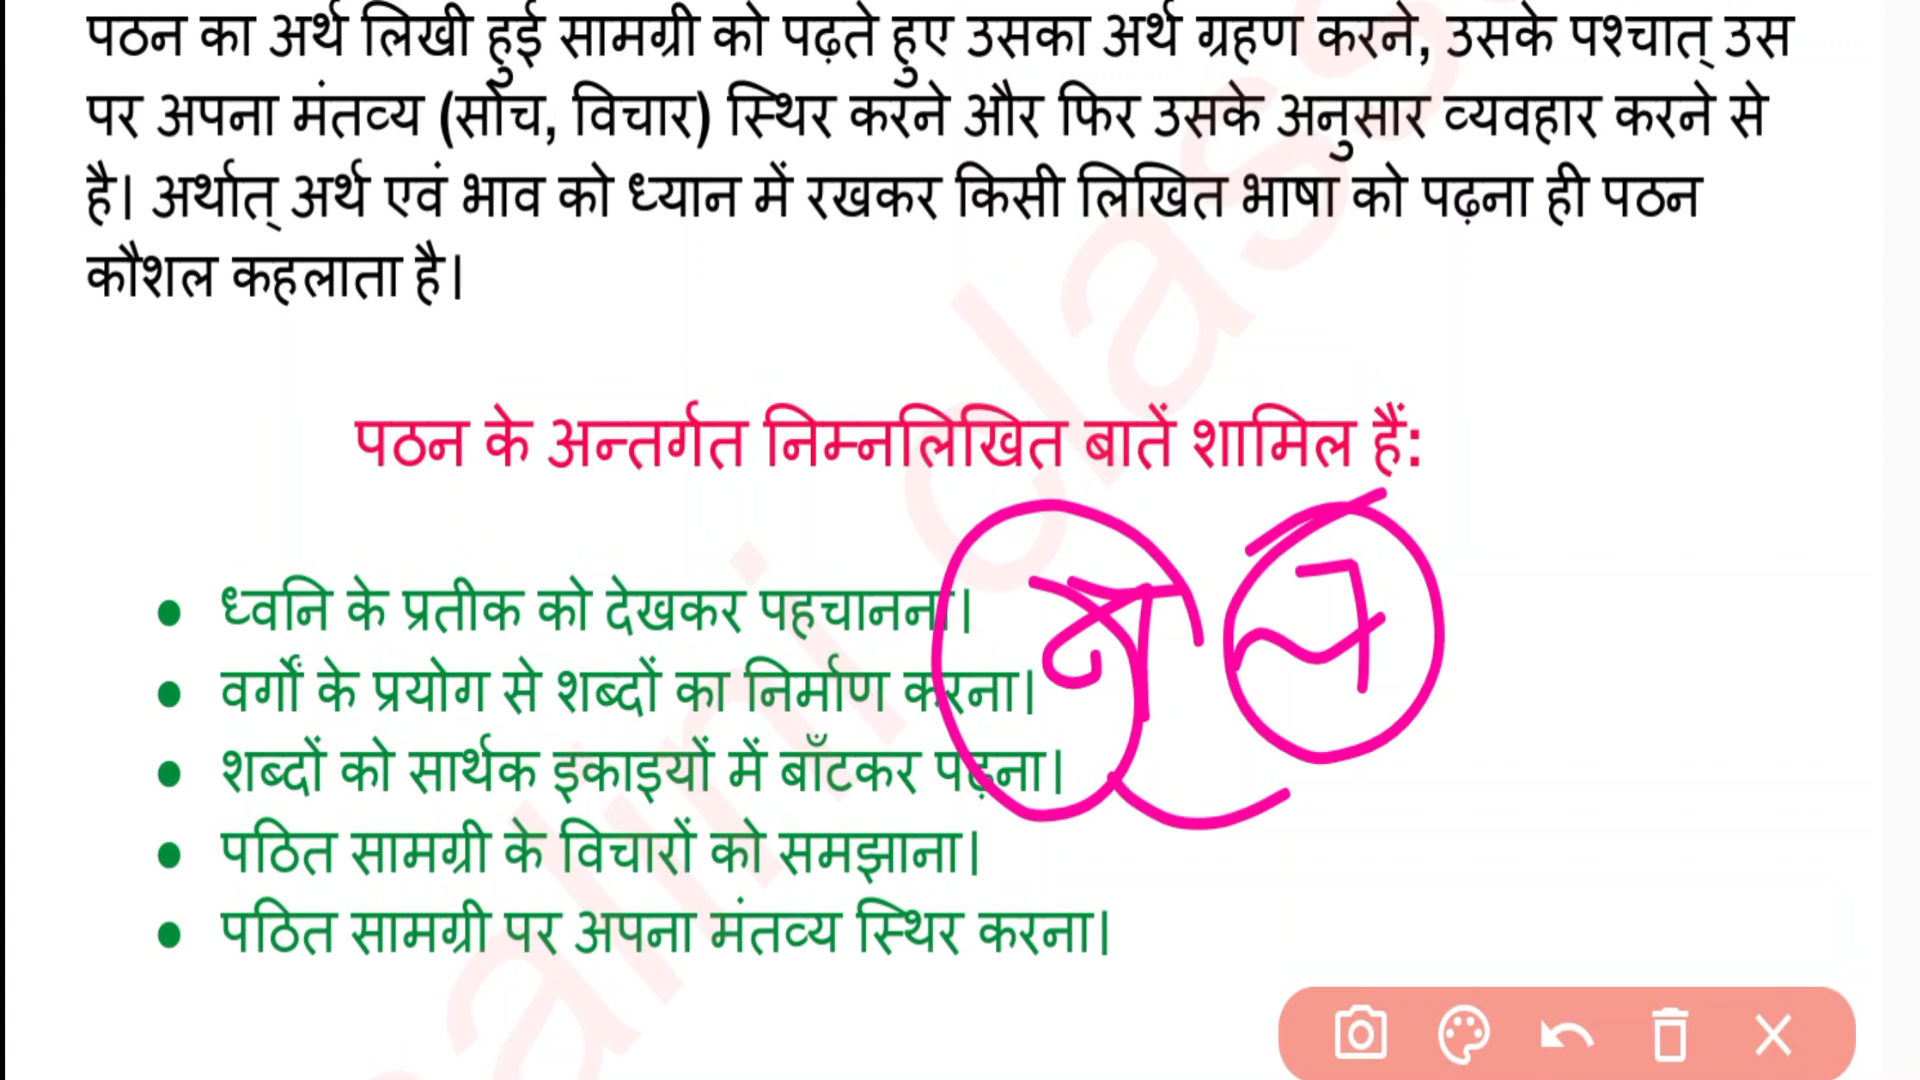 पठन का अर्थ लिखी हुई सामग्री को पढ़ते हुए उसका अर्थ ग्रहण करने, उसके पश्चात् उस
पर अपना मंतव्य (सोच, विचार) स्थिर करने और फिर उसके अनुसार व्यवहार करने से
है। अर्थात् अर्थ एवं भाव को ध्यान में रखकर किसी लिखित भाषा को पढ़ना ही पठन
कौशल कहलाता है।
पठन के अन्तर्गत निम्नलिखित बातें शामिल हैं:
ध्वनि के प्रतीक को देखकर पहचानना।
वर्गों के प्रयोग से शब्दों का निर्माण करना।
शब्दों को सार्थक इकाइयों में बाँटकर पढ़ना।
पठित सामग्री के विचारों को समझाना।
पठित सामग्री पर अपना मंतव्य स्थिर करना।